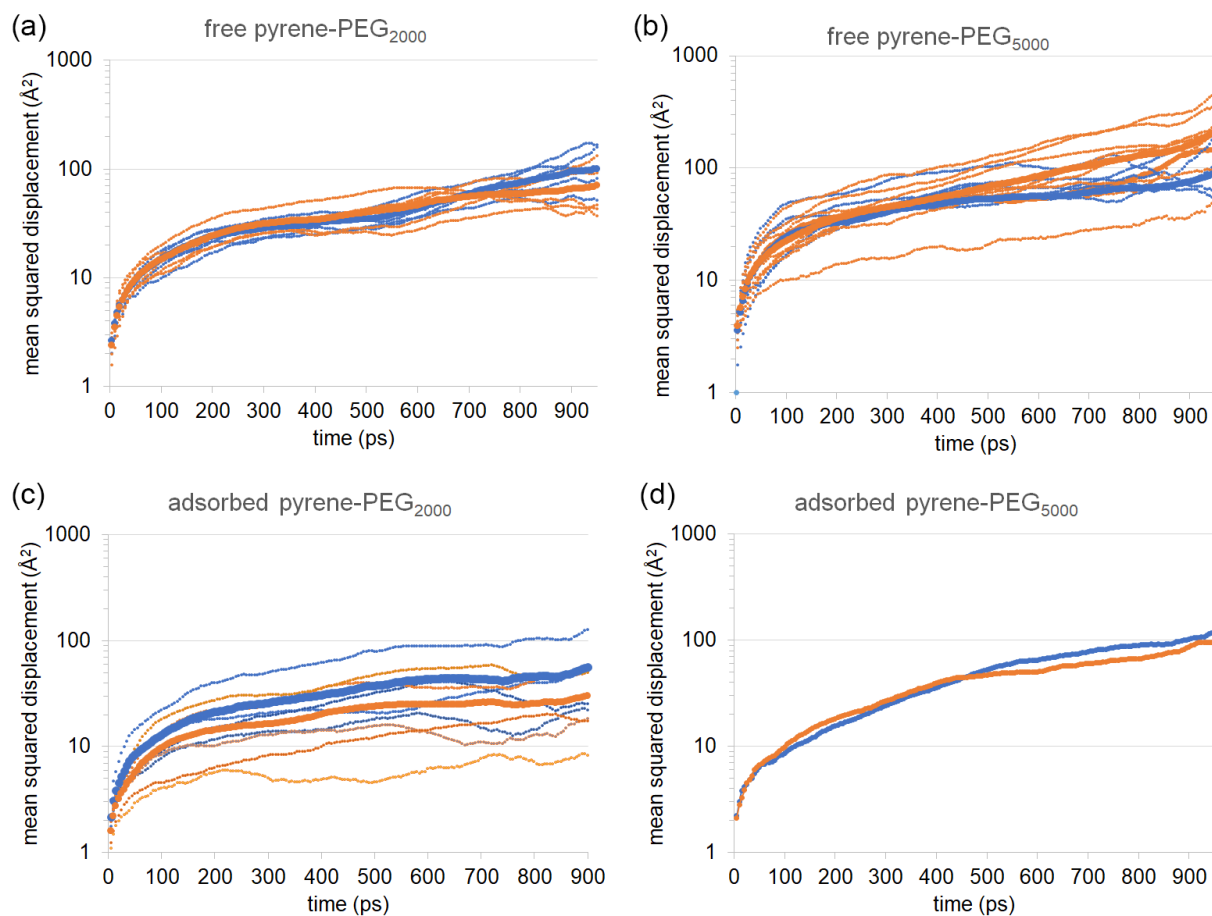 (a)
free pyrene-PEG2000
mean squared displacement (Å²)
1000
100
10
1
0 100 200 300 400 500 600 700 800 900
time (ps)
(b)
free pyrene-PEG5000
mean squared displacement (Å²)
1000
100
10
1
0 100 200 300 400 500 600 700 800 900
time (ps)
(c)
adsorbed pyrene-PEG2000
mean squared displacement (Å²)
1000
100
10
1
0 100 200 300 400 500 600 700 800 900
time (ps)
(d)
adsorbed pyrene-PEG5000
mean squared displacement (Å²)
1000
100
10
1
0 100 200 300 400 500 600 700 800 900
time (ps)